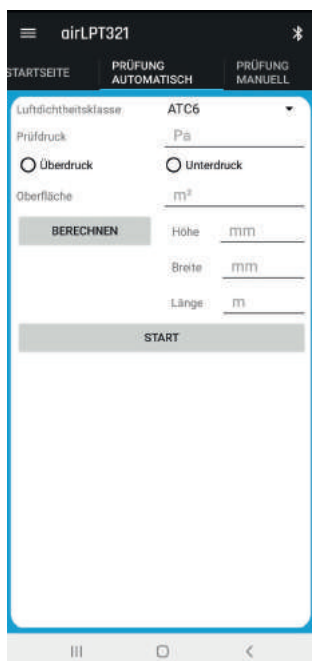 airLPT321
STARTSEITE
PRÜFUNG
AUTOMATISCH
PRÜFUNG
MANUELL
Luftdichtheitsklasse ATC6
Prüfdruck Pa
Überdruck Unterdruck
Oberfläche m²
BERECHNEN Höhe mm
Breite mm
Länge m
START